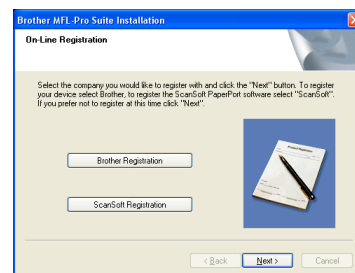 Brother MFL-Pro Suite Installation
On-Line Registration
Select the company you would like to register with and click the "Next" button. To register
your device select Brother, to register the ScanSoft PaperPort software select "ScanSoft".
If you prefer not to register at this time click "Next".
Product Registration
Brother Registration
ScanSoft Registration
< Back
Next >
Cancel